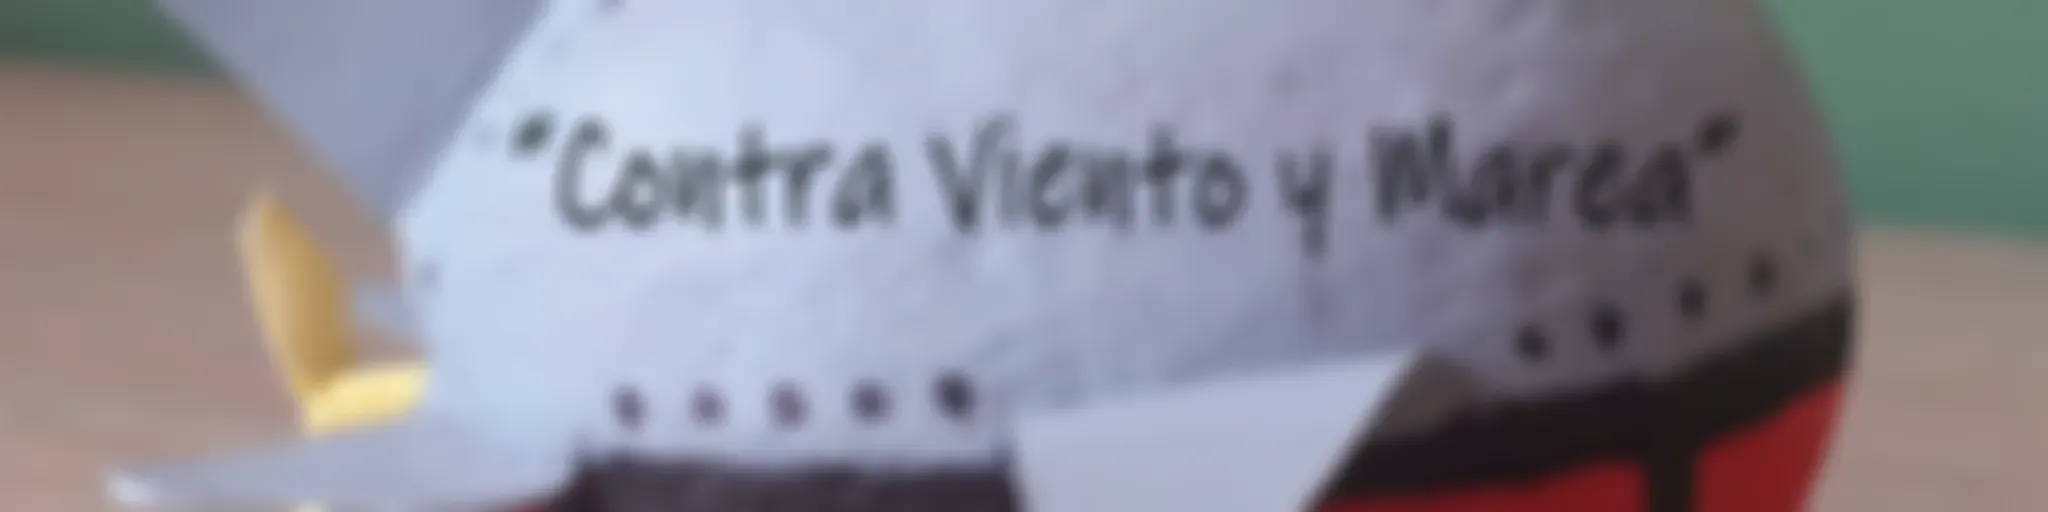 "Contra Viento y Marea"